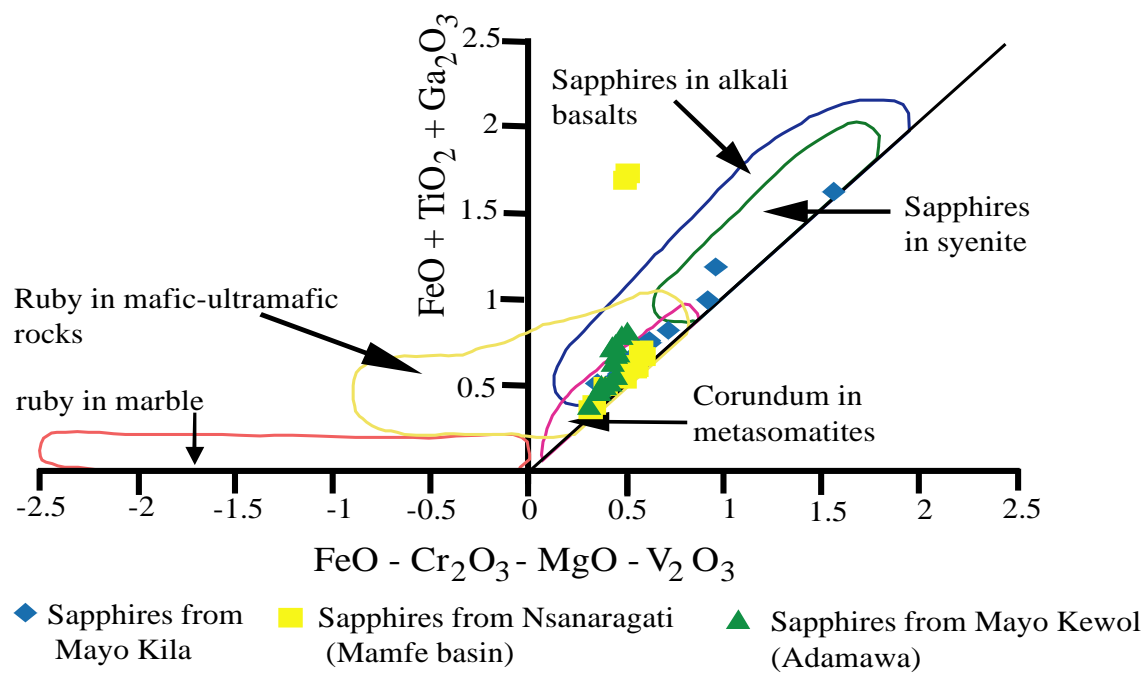 FeO + TiO₂ + Ga₂O₃
2.5
2
1.5
1
0.5
Sapphires in alkali
basalts
Sapphires
in syenite
Ruby in mafic-ultramafic
rocks
ruby in marble
Corundum in
metasomatites
-2.5 -2 -1.5 -1 -0.5 0 0.5 1 1.5 2 2.5
FeO - Cr₂O₃ - MgO - V₂O₃
Sapphires from
Mayo Kila
Sapphires from Nsanaragati
(Mamfe basin)
Sapphires from Mayo Kewol
(Adamawa)